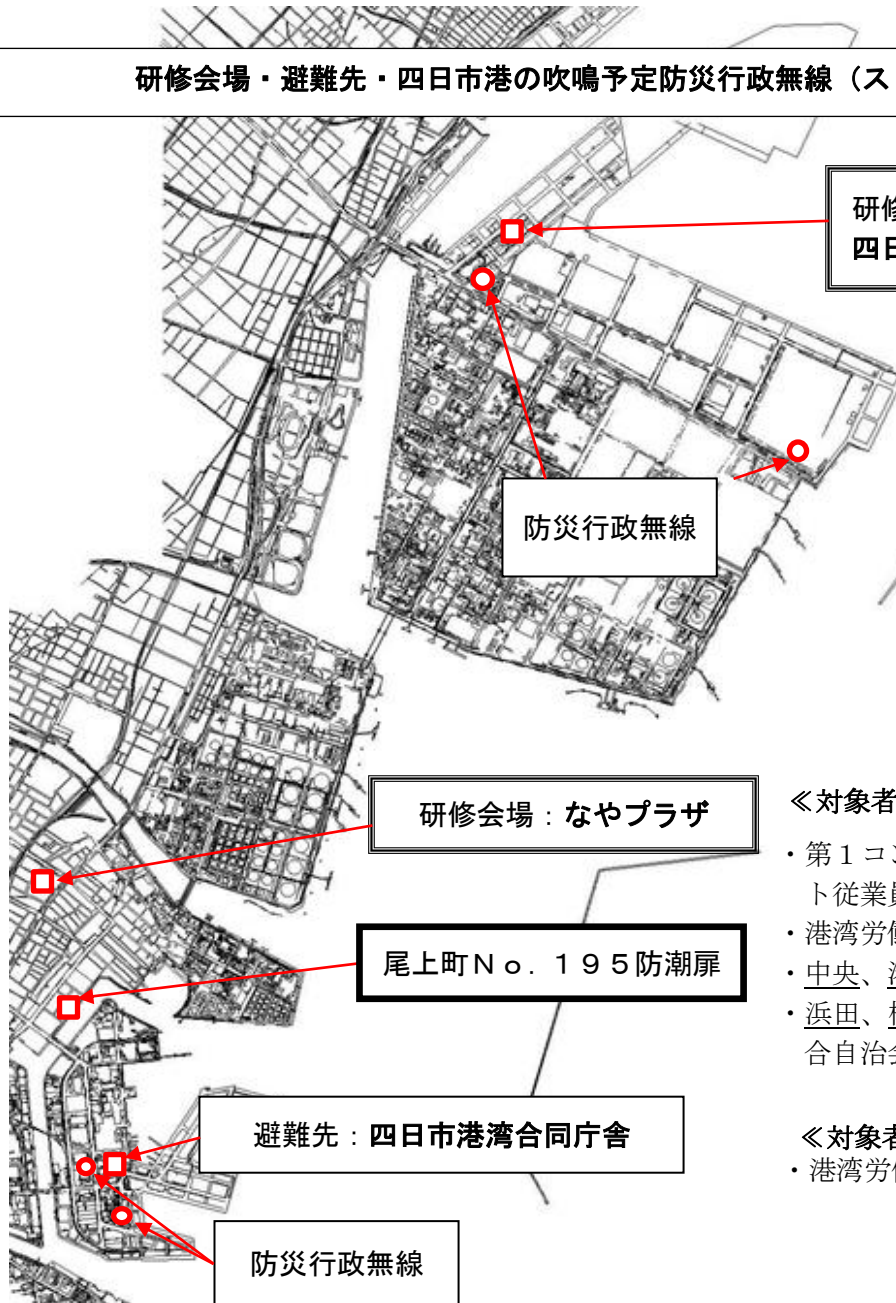 研修会場・避難先・四日市港の吹鳴予定防災行政無線（ス
研修
四日
防災行政無線
研修会場：なやプラザ
尾上町Ｎｏ．１９５防潮扉
避難先：四日市港湾合同庁舎
防災行政無線
≪対象者
・第１コン
ト従業員
・港湾労働
・中央、港
・浜田、
合自治会
≪対象者
・港湾労働